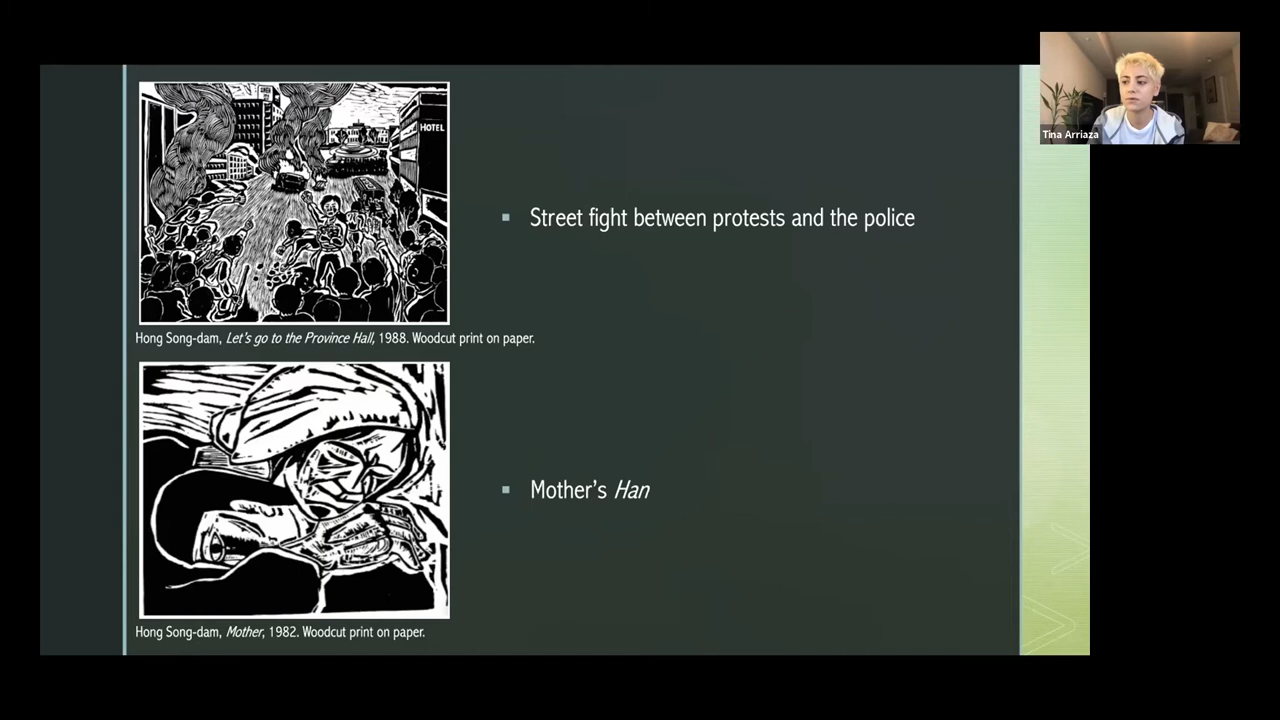 Tina Arriaza
HOTEL
Street fight between protests and the police
Hong Song-dam, Let's go to the Province Hall, 1988. Woodcut print on paper.
Mother's Han
Hong Song-dam, Mother, 1982. Woodcut print on paper.